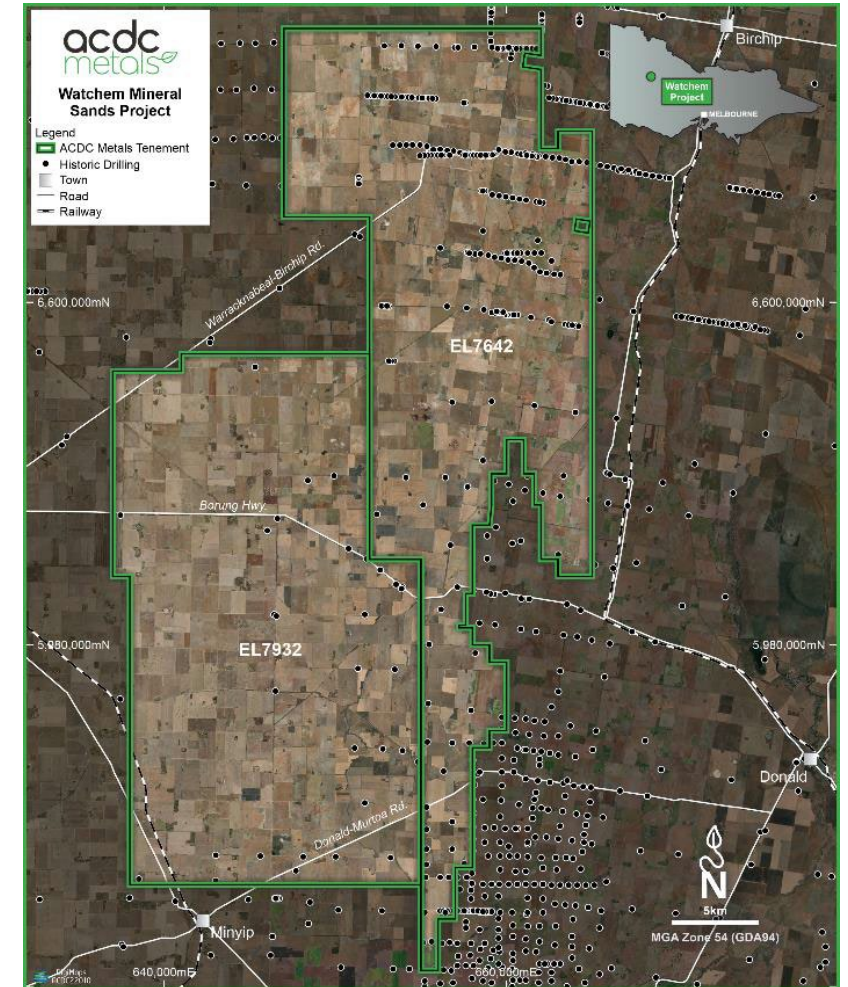 acdc
metals
Watchem Mineral
Sands Project
Legend
ACDC Metals Tenement
Historic Drilling
Town
Road
Railway
Birchip
Watchem
Project
MELBOURNE
Warracknabeal-Birchip Rd.
6,600,000mN
6,600,000mN
EL7642
Borung Hwy.
5,980,000mN
EL7932
5,980,000mN
Donald
Donald-Murtoa Rd.
N
5km
MGA Zone 54 (GDA94)
Minyip
640,000mE
660,000mE